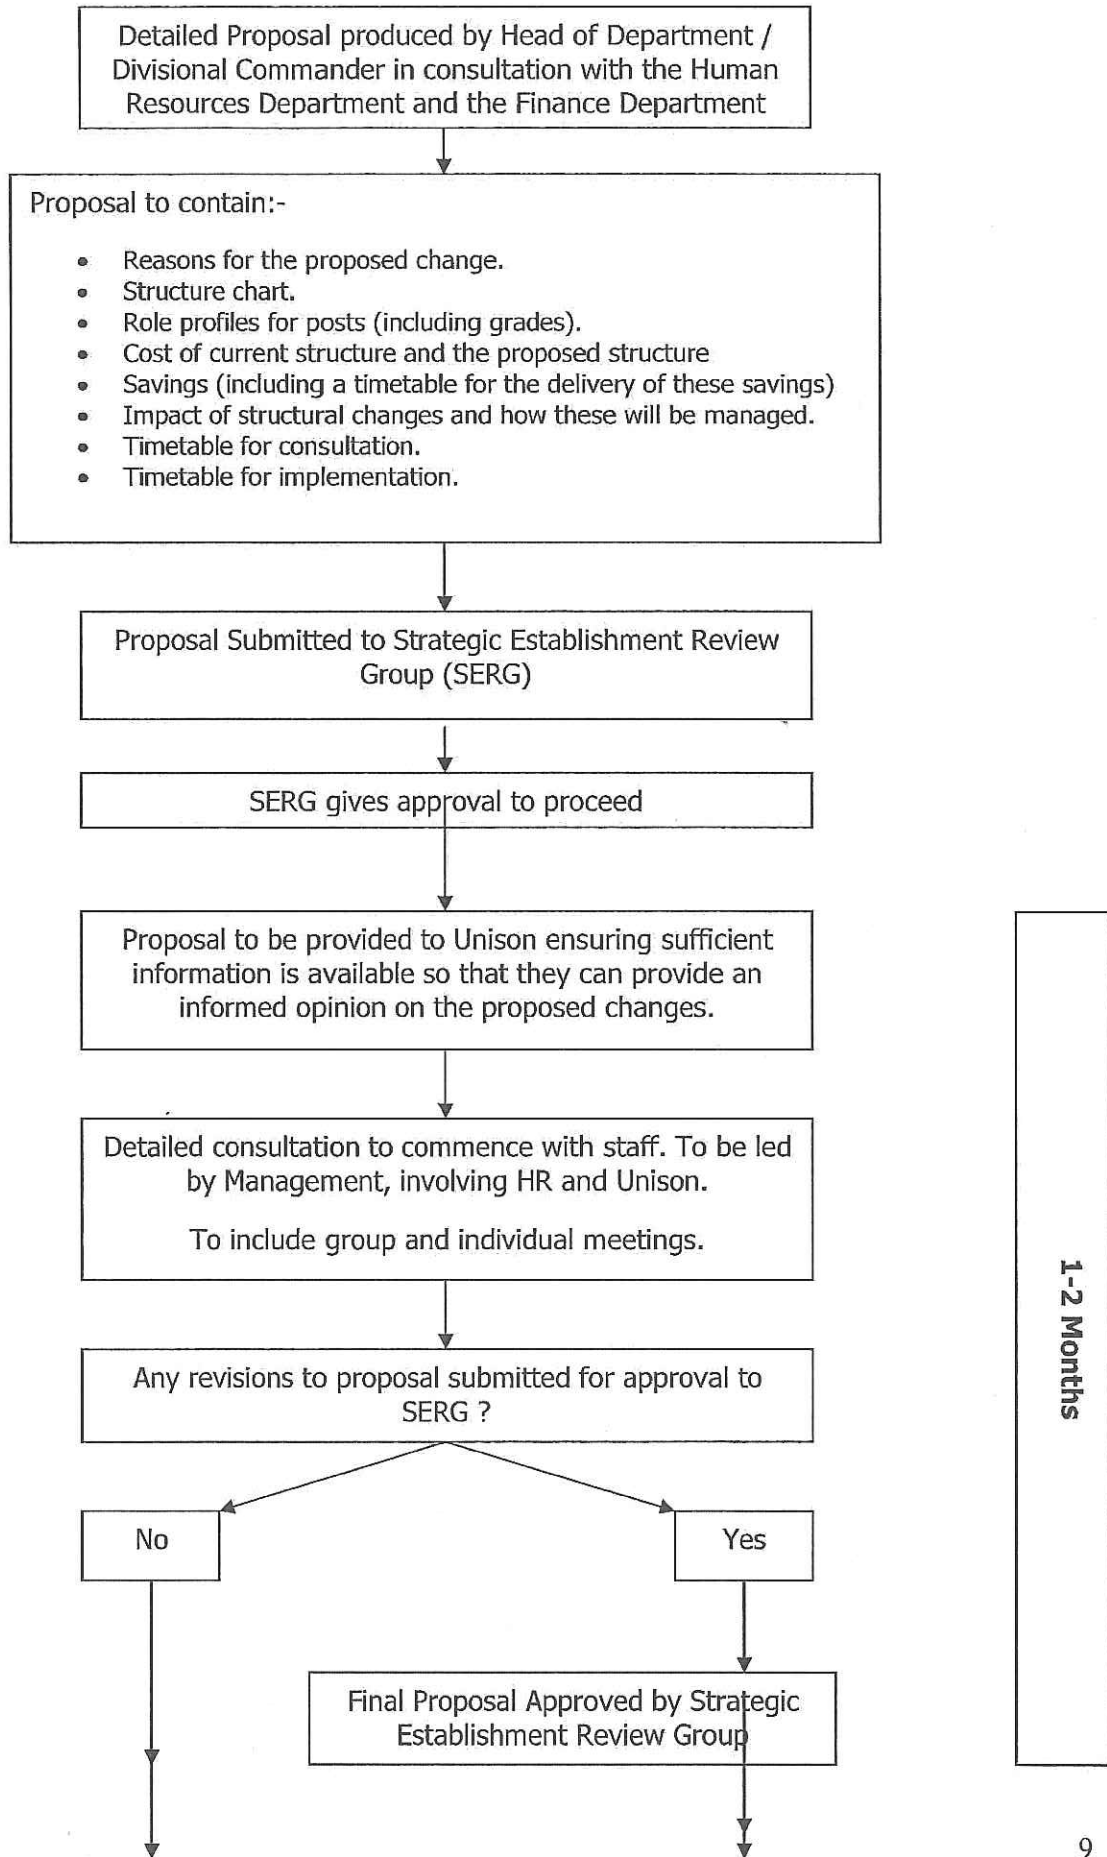 Detailed Proposal produced by Head of Department /
Divisional Commander in consultation with the Human
Resources Department and the Finance Department
Proposal to contain:-
• Reasons for the proposed change.
• Structure chart.
• Role profiles for posts (including grades).
• Cost of current structure and the proposed structure
• Savings (including a timetable for the delivery of these savings)
• Impact of structural changes and how these will be managed.
• Timetable for consultation.
• Timetable for implementation.
Proposal Submitted to Strategic Establishment Review
Group (SERG)
SERG gives approval to proceed
Proposal to be provided to Unison ensuring sufficient
information is available so that they can provide an
informed opinion on the proposed changes.
Detailed consultation to commence with staff. To be led
by Management, involving HR and Unison.
To include group and individual meetings.
1-2 Months
Any revisions to proposal submitted for approval to
SERG ?
No
Yes
Final Proposal Approved by Strategic
Establishment Review Group
9